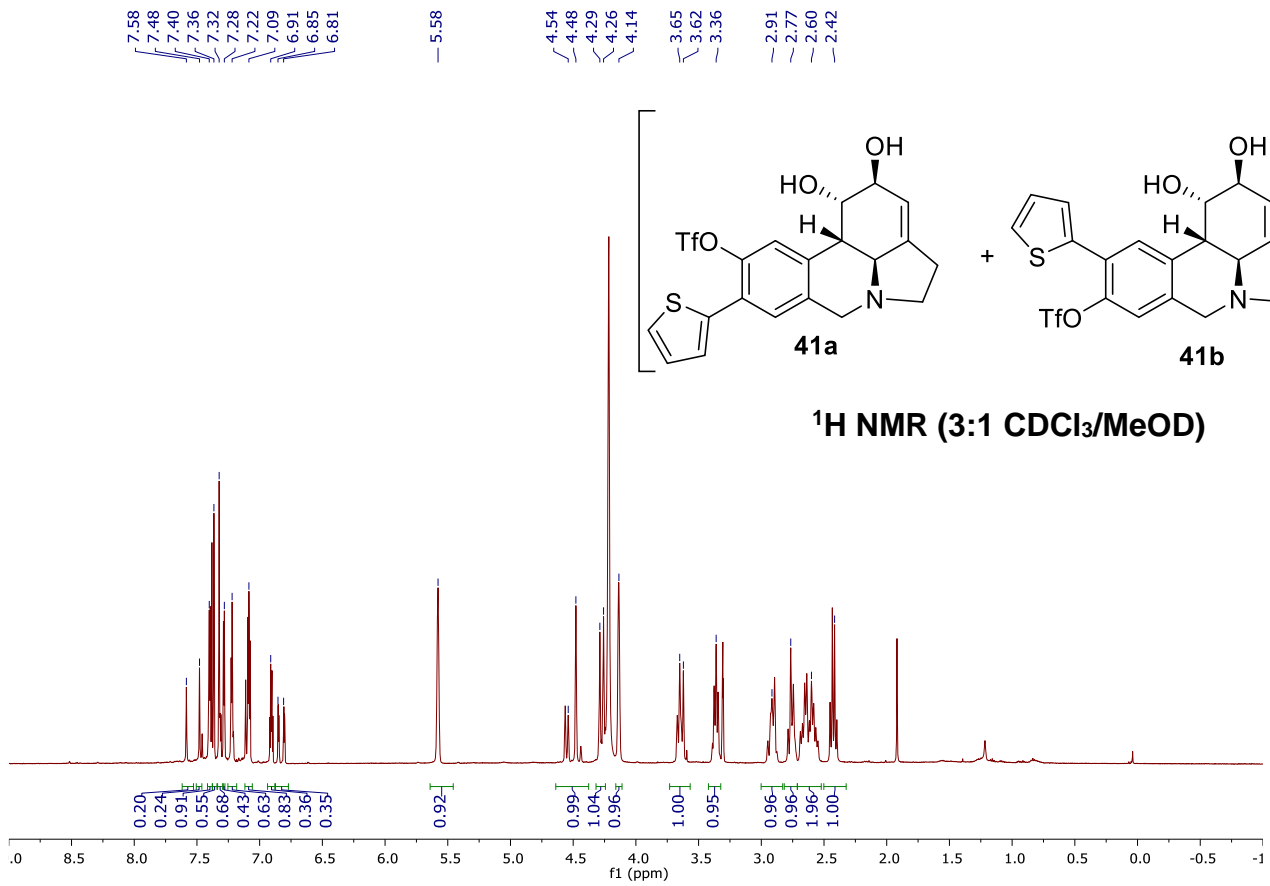 7.58 7.48 7.40 7.36 7.32 7.28 7.22 7.09 6.91 6.85 6.81 5.58 4.54 4.48 4.29 4.26 4.14 3.65 3.62 3.36 2.91 2.77 2.60 2.42
OH OH
HO HO
H H
TfO S
N N
S TfO
+
41a 41b
¹H NMR (3:1 CDCl₃/MeOD)
0.20 0.24 0.91 0.55 0.68 0.43 0.63 0.83 0.36 0.35 0.92 0.99 1.04 0.96 1.00 0.95 0.96 0.96 1.96 1.00
.0 8.5 8.0 7.5 7.0 6.5 6.0 5.5 5.0 4.5 4.0 3.5 3.0 2.5 2.0 1.5 1.0 0.5 0.0 -0.5 -1
f1 (ppm)